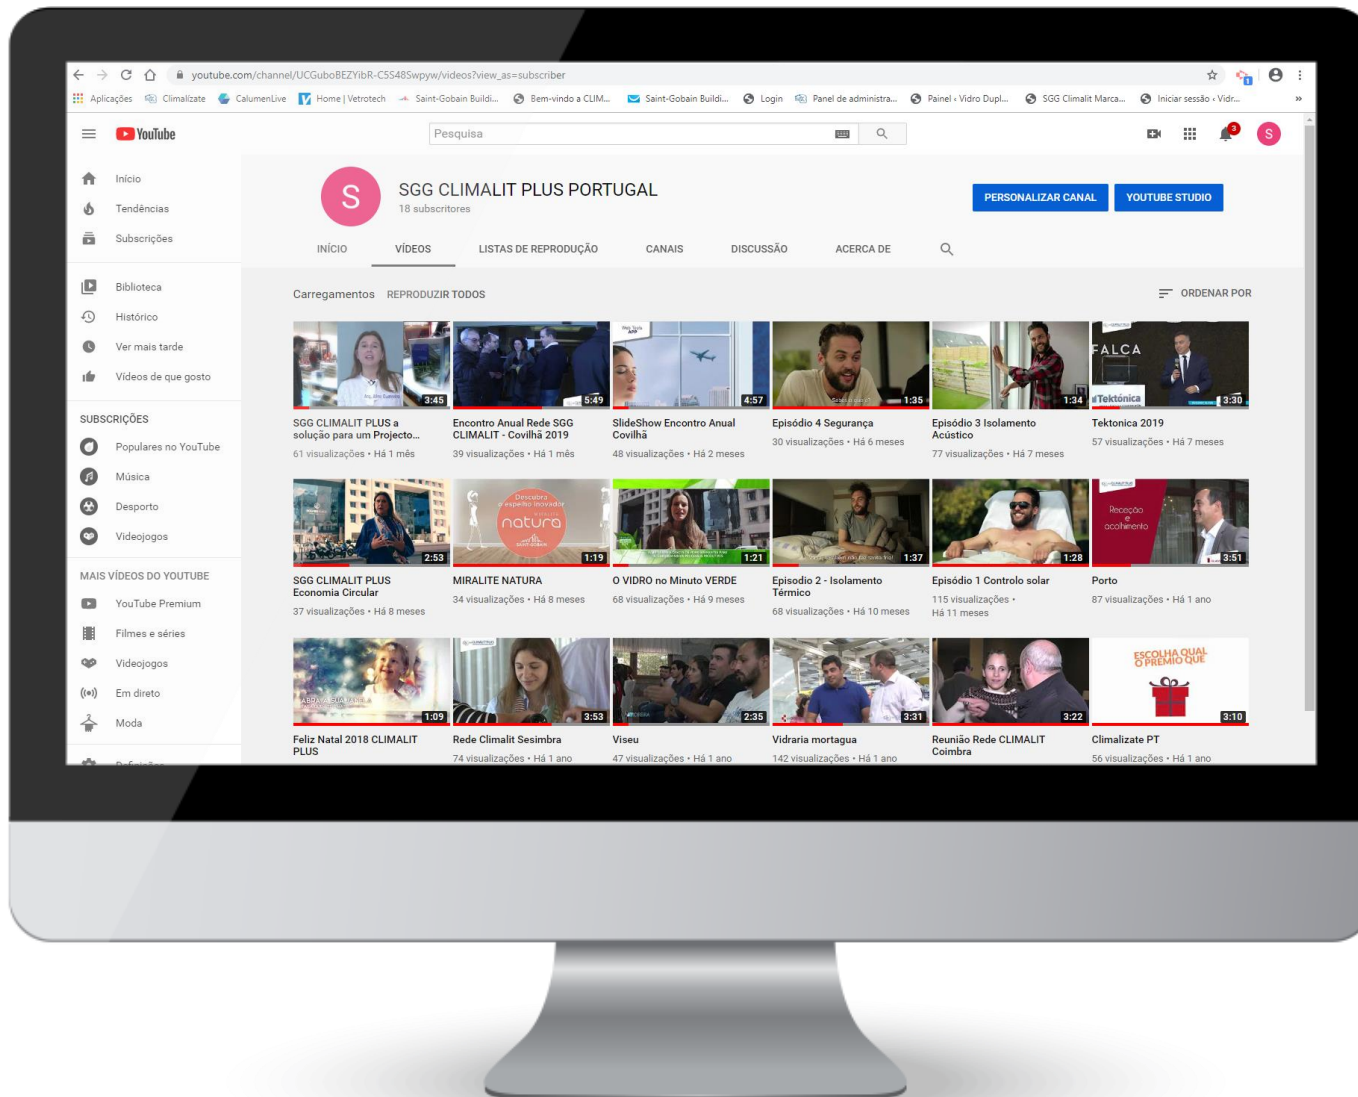 youtube.com/channel/UCGuboBEZYibR-C5S48Swpyw/videos?view_as=subscriber
Aplicações Climalizate CalumenLive Home | Vetrotech Saint-Gobain Buildi... Bem-vindo a CLIM... Saint-Gobain Buildi... Login Panel de administra... Painel ‹ Vidro Dupl... SGG Climalit Marca... Iniciar sessão ‹ Vidr... »
YouTube
Pesquisa
3
S
Início
Tendências
Subscrições
Biblioteca
Histórico
Ver mais tarde
Vídeos de que gosto
SUBSCRIÇÕES
Populares no YouTube
Música
Desporto
Videojogos
MAIS VÍDEOS DO YOUTUBE
YouTube Premium
Filmes e séries
Videojogos
Em direto
Moda
S
SGG CLIMALIT PLUS PORTUGAL
18 subscritores
PERSONALIZAR CANAL YOUTUBE STUDIO
INÍCIO VÍDEOS LISTAS DE REPRODUÇÃO CANAIS DISCUSSÃO ACERCA DE
Carregamentos REPRODUZIR TODOS ORDENAR POR
3:45
SGG CLIMALIT PLUS a
solução para um Projecto...
61 visualizações • Há 1 mês
5:49
Encontro Anual Rede SGG
CLIMALIT - Covilhã 2019
39 visualizações • Há 1 mês
APP
4:57
SlideShow Encontro Anual
Covilhã
48 visualizações • Há 2 meses
1:35
Episódio 4 Segurança
30 visualizações • Há 6 meses
1:34
Episódio 3 Isolamento
Acústico
77 visualizações • Há 7 meses
FALCA
Tektónica
3:30
Tektonica 2019
57 visualizações • Há 7 meses
2:53
SGG CLIMALIT PLUS
Economia Circular
37 visualizações • Há 8 meses
Descubra
o espelho inovador
natura
SAINT-GOBAIN
1:19
MIRALITE NATURA
34 visualizações • Há 8 meses
1:21
O VIDRO no Minuto VERDE
68 visualizações • Há 9 meses
1:37
Episodio 2 - Isolamento
Térmico
68 visualizações • Há 10 meses
1:28
Episódio 1 Controlo solar
115 visualizações •
Há 11 meses
Receção
e
acolhimento
3:51
Porto
87 visualizações • Há 1 ano
1:09
Feliz Natal 2018 CLIMALIT
PLUS
3:53
Rede Climalit Sesimbra
74 visualizações • Há 1 ano
2:35
Viseu
47 visualizações • Há 1 ano
3:31
Vidraria mortagua
142 visualizações • Há 1 ano
3:22
Reunião Rede CLIMALIT
Coimbra
ESCOLHA QUAL
O PREMIO QUE
3:10
Climalizate PT
56 visualizações • Há 1 ano